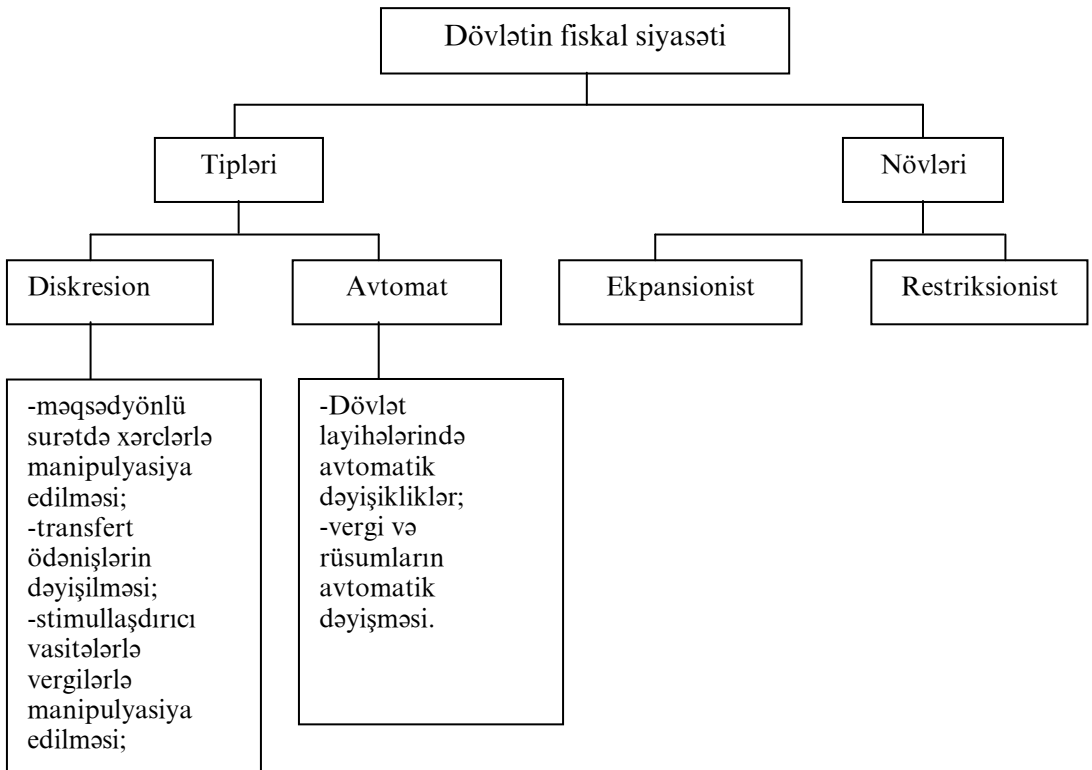 Dövlətin fiskal siyasəti
Tipləri
Növləri
Diskresion
Avtomat
Ekpansionist
Restriksionist
-məqsədyönlü
surətdə xərclərlə
manipulyasiya
edilməsi;
-transfert
ödənişlərin
dəyişilməsi;
-stimullaşdırıcı
vasitələrlə
vergilərlə
manipulyasiya
edilməsi;
-Dövlət
layihələrində
avtomatik
dəyişikliklər;
-vergi və
rüsumların
avtomatik
dəyişməsi.